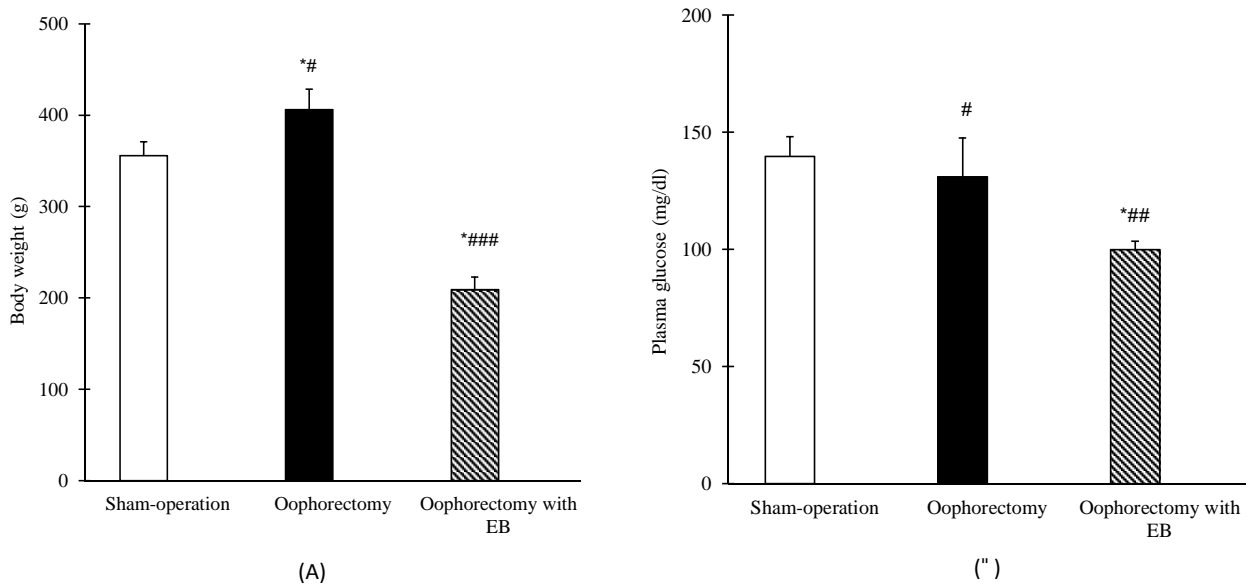 500
400
300
200
100
0
Body weight (g)
*#
*###
Sham-operation
Oophorectomy
Oophorectomy with
EB
(A)
200
150
100
50
0
Plasma glucose (mg/dl)
#
*##
Sham-operation
Oophorectomy
Oophorectomy with
EB
(" )